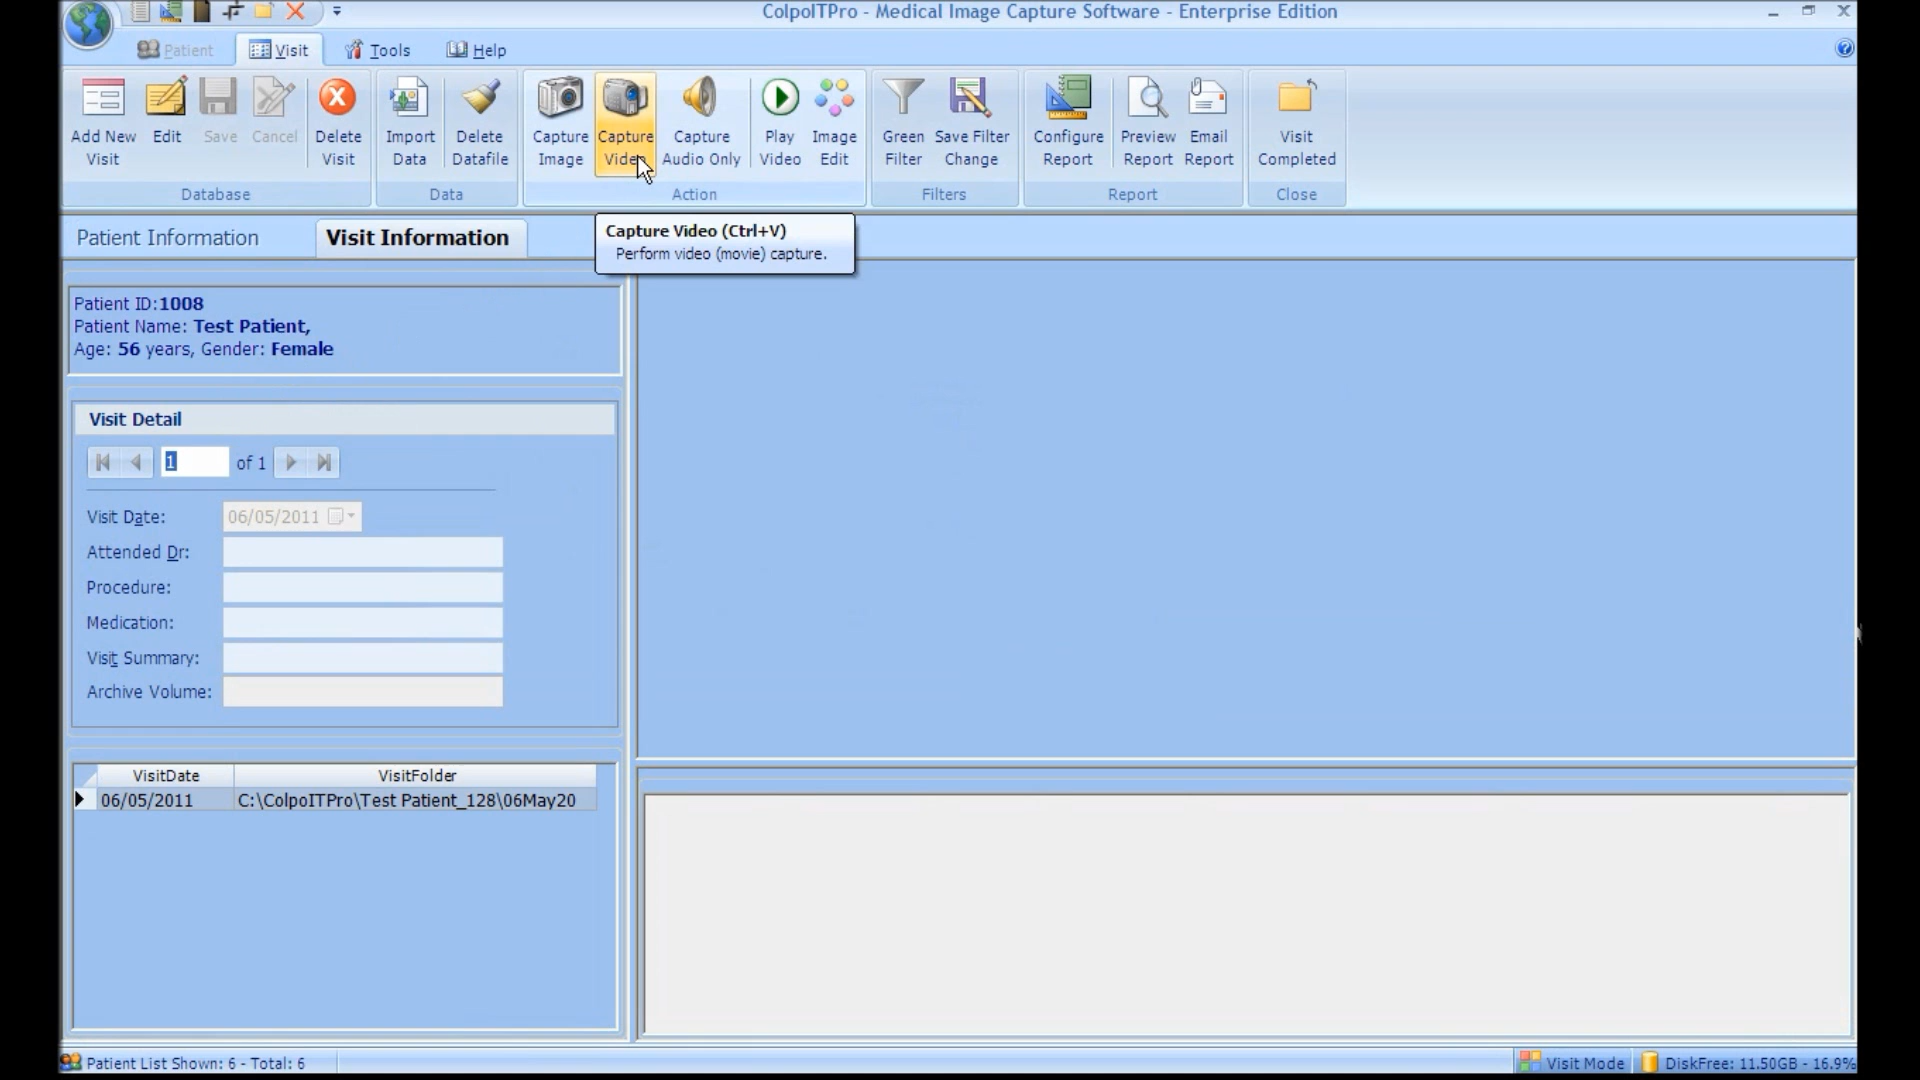 ColpoITPro - Medical Image Capture Software - Enterprise Edition
Patient
Visit
Tools
Help
Add New Visit
Edit
Save
Cancel
Delete Visit
Import Data
Delete Datafile
Capture Image
Capture Video
Capture Audio Only
Play Video
Image Edit
Green Filter
Save Filter Change
Configure Report
Preview Report
Email Report
Visit Completed
Database
Data
Action
Filters
Report
Close
Patient Information
Visit Information
Capture Video (Ctrl+V)
Perform video (movie) capture.
Patient ID:1008
Patient Name: Test Patient,
Age: 56 years, Gender: Female
Visit Detail
1 of 1
Visit Date: 06/05/2011
Attended Dr:
Procedure:
Medication:
Visit Summary:
Archive Volume:
VisitDate VisitFolder
06/05/2011 C:\ColpoITPro\Test Patient_128\06May20
Patient List Shown: 6 - Total: 6
Visit Mode
DiskFree: 11.50GB - 16.9%